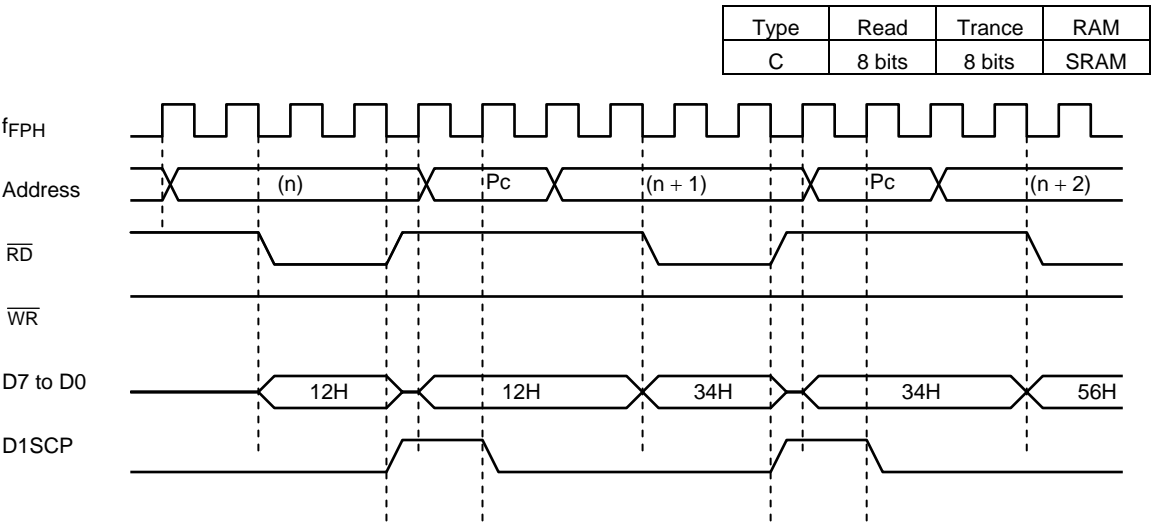 Type Read Trance RAM
C 8 bits 8 bits SRAM
fFPH
Address (n) Pc (n + 1) Pc (n + 2)
RD
WR
D7 to D0 12H 12H 34H 34H 56H
D1SCP